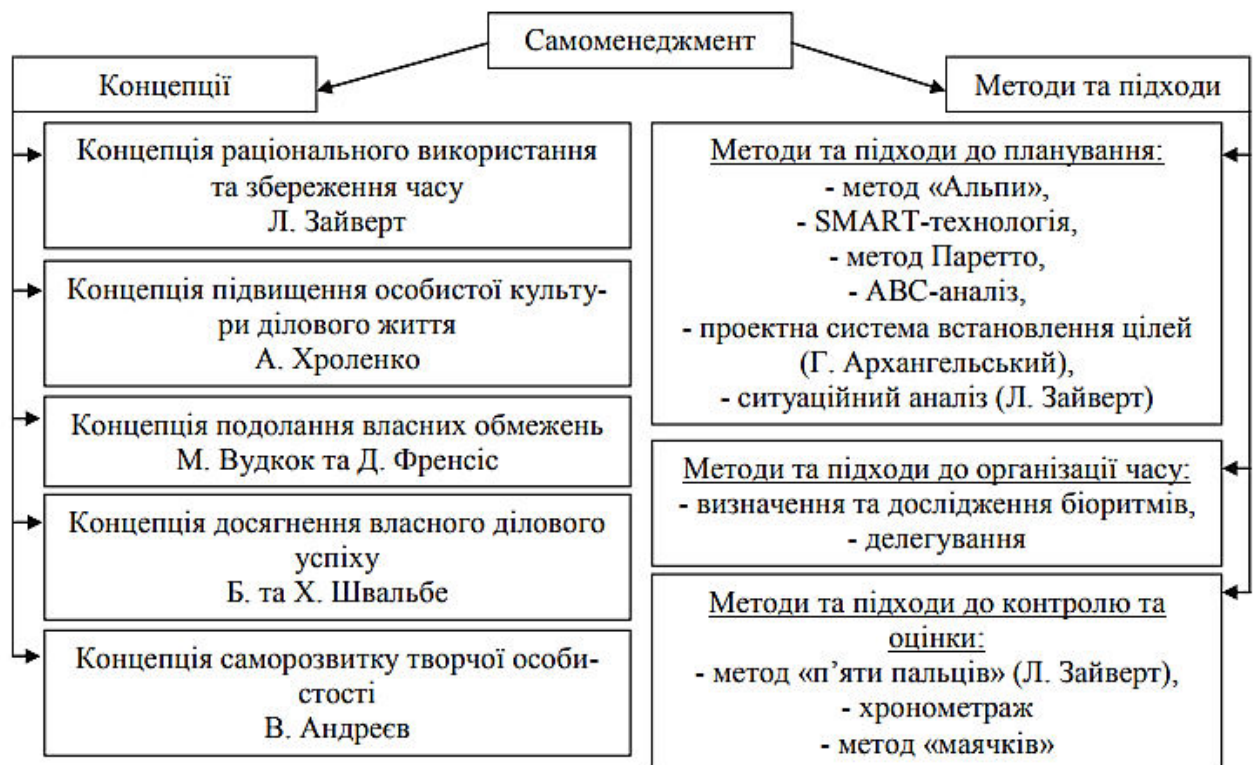 Самоменеджмент
Концепції
Концепція раціонального використання
та збереження часу
Л. Зайверт
Концепція підвищення особистої культу-
ри ділового життя
А. Хроленко
Концепція подолання власних обмежень
М. Вудкок та Д. Френсіс
Концепція досягнення власного ділового
успіху
Б. та Х. Швальбе
Концепція саморозвитку творчої особи-
стості
В. Андреєв
Методи та підходи
Методи та підходи до планування:
- метод «Альпи»,
- SMART-технологія,
- метод Паретто,
- АВС-аналіз,
- проектна система встановлення цілей
(Г. Архангельський),
- ситуаційний аналіз (Л. Зайверт)
Методи та підходи до організації часу:
- визначення та дослідження біоритмів,
- делегування
Методи та підходи до контролю та
оцінки:
- метод «п’яти пальців» (Л. Зайверт),
- хронометраж
- метод «маячків»